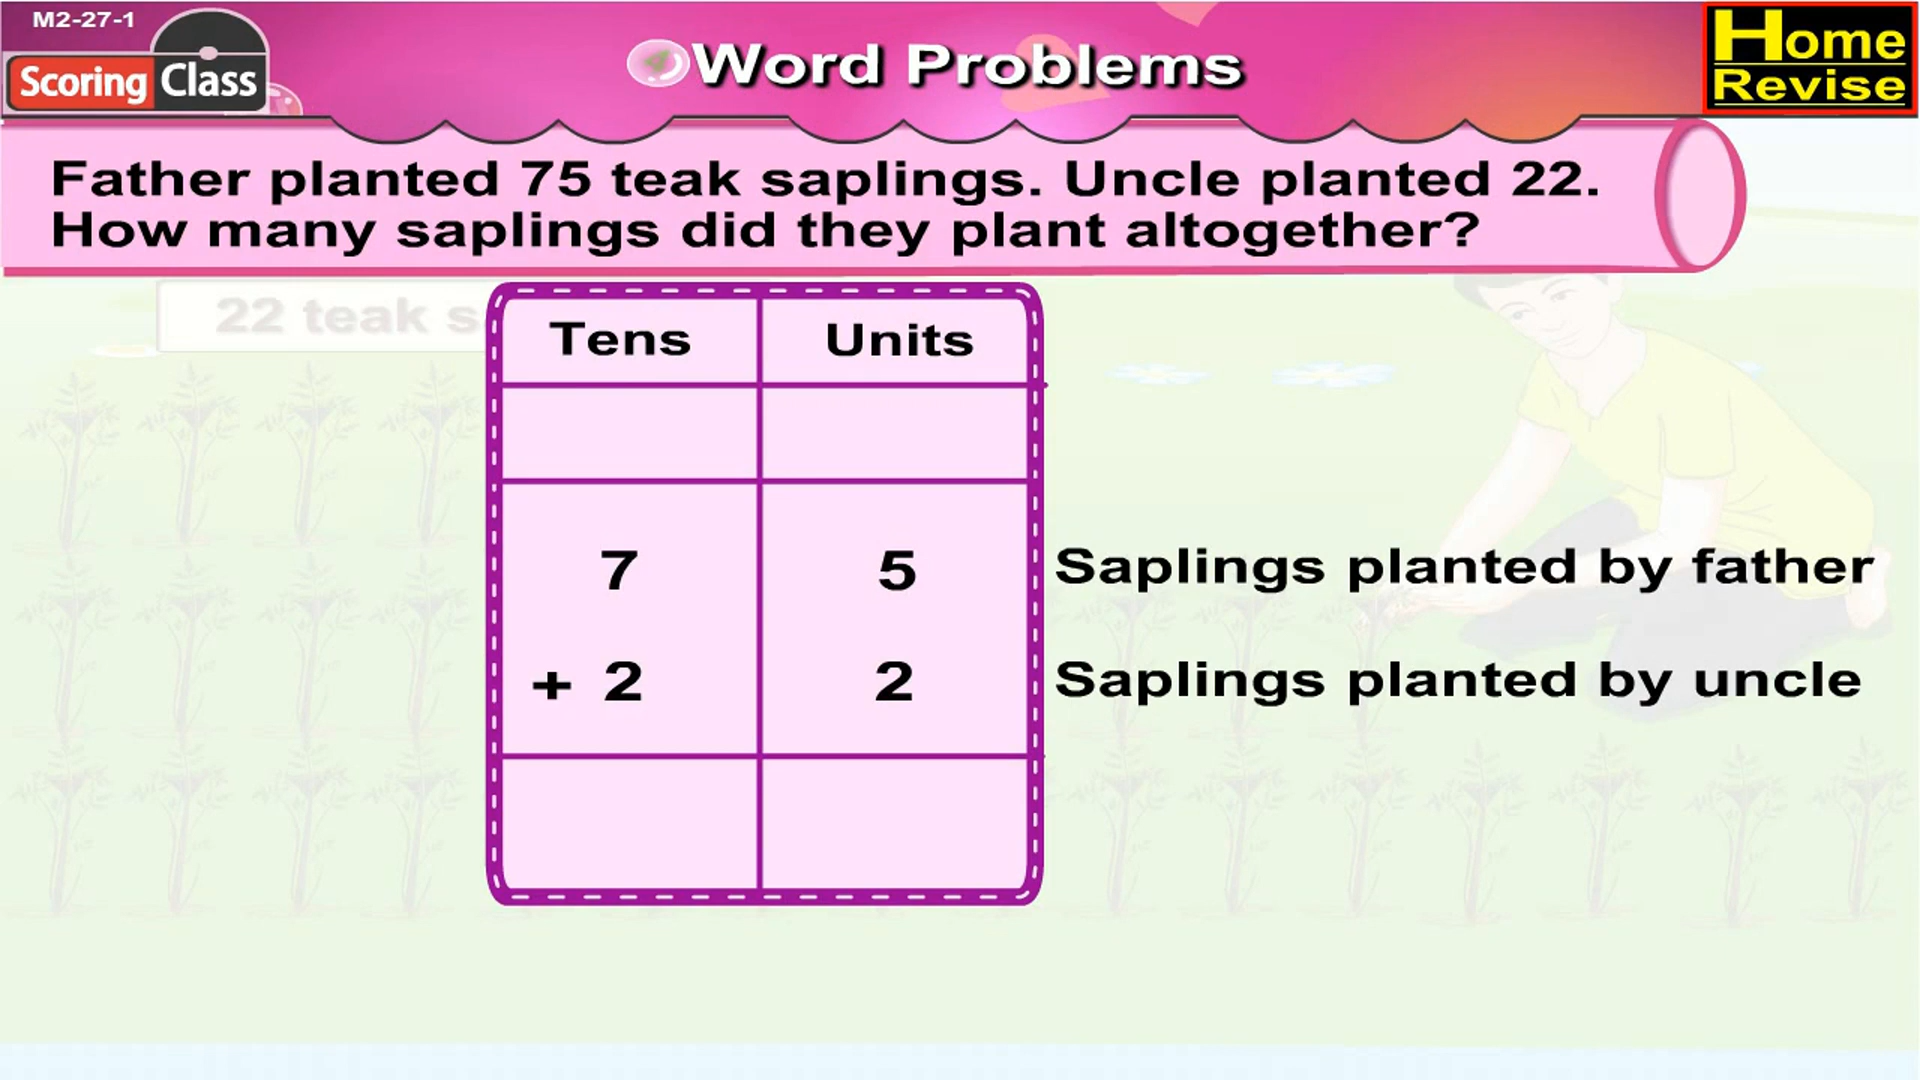 M2-27-1
Scoring Class
Word Problems
Home
Revise
Father planted 75 teak saplings. Uncle planted 22.
How many saplings did they plant altogether?
22 teak
Tens Units
7 5 Saplings planted by father
+ 2 2 Saplings planted by uncle